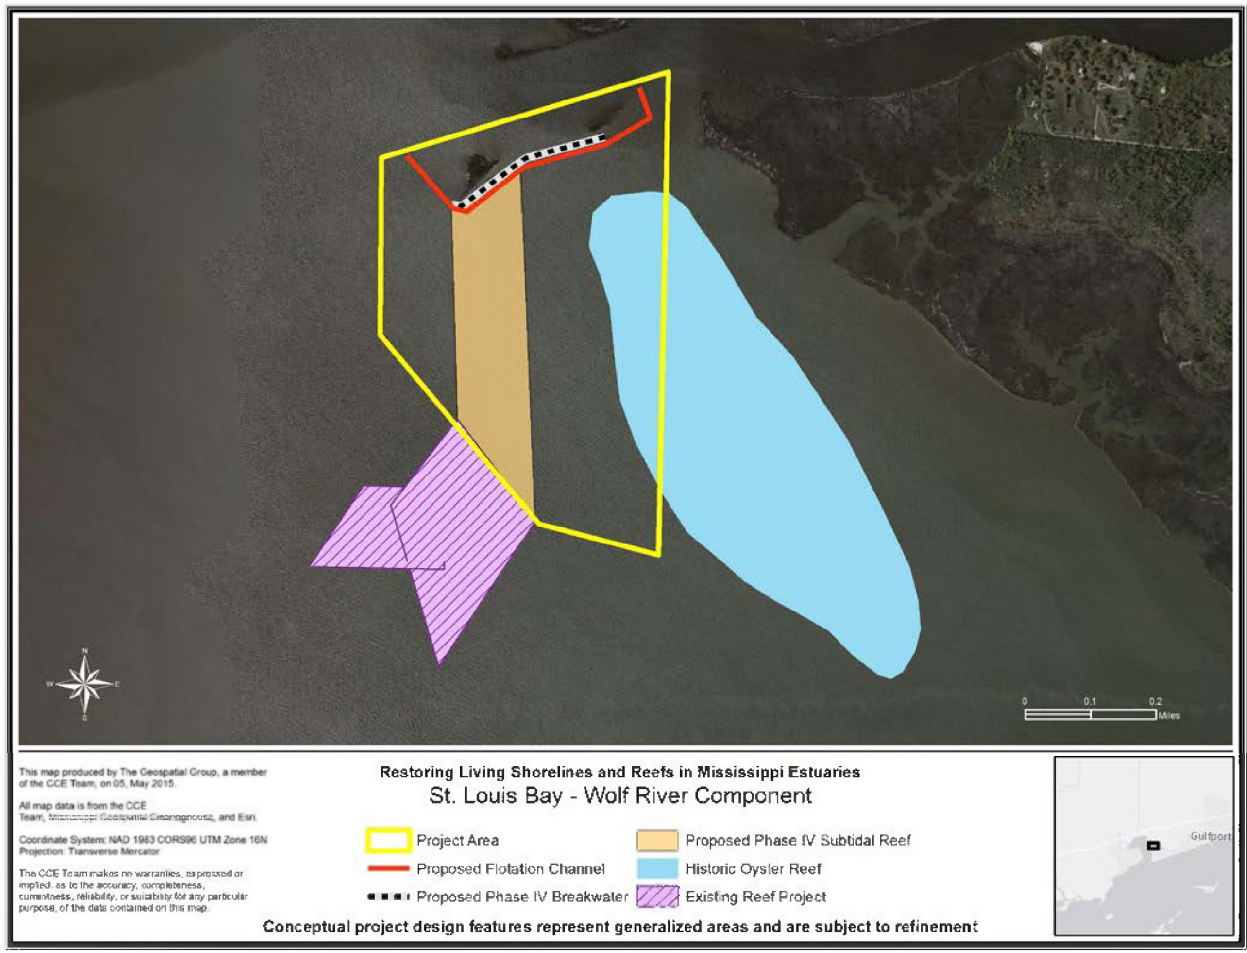 N
W E
S
0 0.1 0.2
Miles
This map produced by The Geospatial Group, a member
of the CCE Team, on 05, May 2015.
All map data is from the CCE
Team, Mississippi Geospatial Clearinghouse, and Esri.
Coordinate System: NAD 1983 CORS96 UTM Zone 16N
Projection: Transverse Mercator
The CCE Team makes no warranties, expressed or
implied, as to the accuracy, completeness,
currentness, reliability, or suitability for any particular
purpose, of the data contained on this map.
Restoring Living Shorelines and Reefs in Mississippi Estuaries
St. Louis Bay - Wolf River Component
Project Area
Proposed Flotation Channel
Proposed Phase IV Breakwater
Proposed Phase IV Subtidal Reef
Historic Oyster Reef
Existing Reef Project
Conceptual project design features represent generalized areas and are subject to refinement
Gulfport